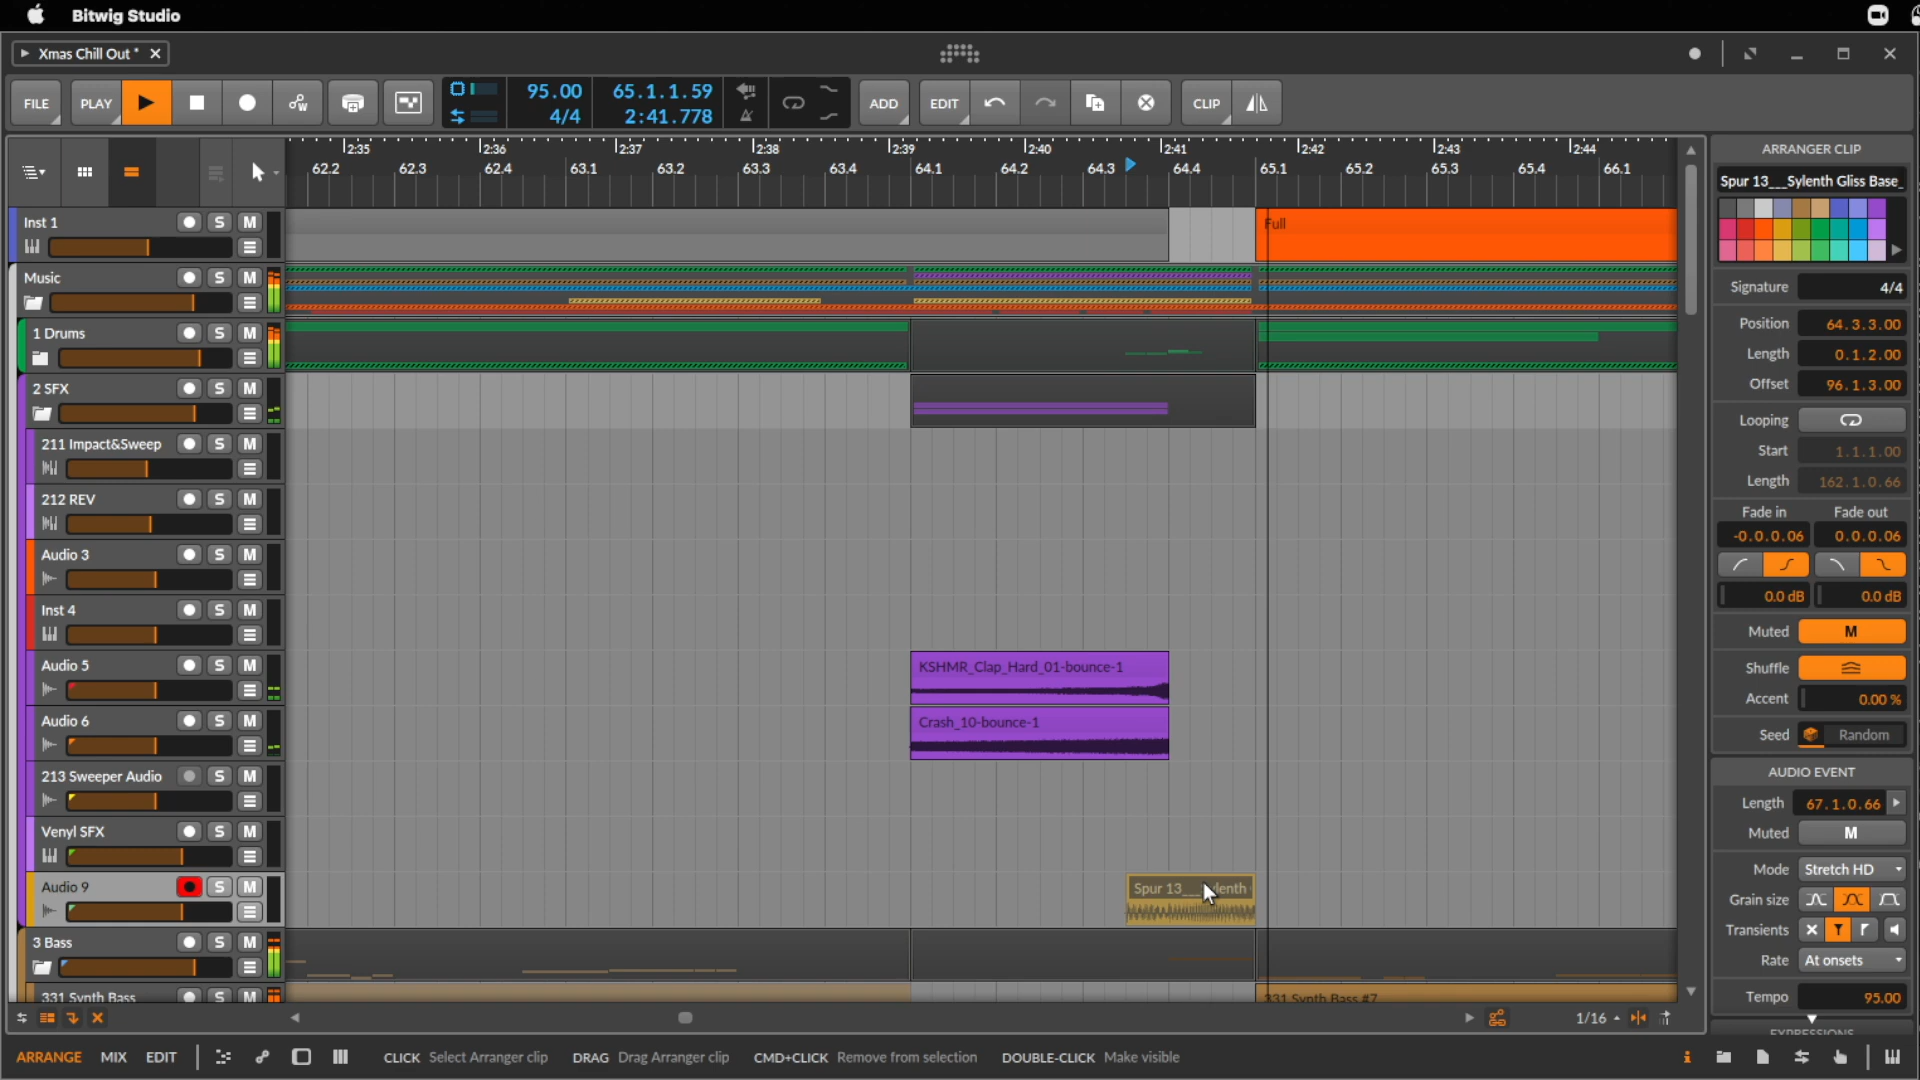 Bitwig Studio
Xmas Chill Out *
FILE PLAY 95.00 65.1.1.59 ADD EDIT CLIP
4/4 2:41.778
2:35 2:36 2:37 2:38 2:39 2:40 2:41 2:42 2:43 2:44
62.2 62.3 62.4 63.1 63.2 63.3 63.4 64.1 64.2 64.3 64.4 65.1 65.2 65.3 65.4 66.1
ARRANGER CLIP
Spur 13___Sylenth Gliss Base_
Inst 1 S M
Full
Music S M
1 Drums S M
2 SFX S M
211 Impact&Sweep S M
212 REV S M
Audio 3 S M
Inst 4 S M
Audio 5 S M
KSHMR_Clap_Hard_01-bounce-1
Audio 6 S M
Crash_10-bounce-1
213 Sweeper Audio S M
Venyl SFX S M
Audio 9 S M
Spur 13___
3 Bass S M
331 Synth Bass S M
331 Synth Bass #7
Signature 4/4
Position 64.3.3.00
Length 0.1.2.00
Offset 96.1.3.00
Looping
Start 1.1.1.00
Length 162.1.0.66
Fade in Fade out
-0.0.0.06 0.0.0.06
0.0 dB 0.0 dB
Muted M
Shuffle
Accent 0.00 %
Seed Random
AUDIO EVENT
Length 67.1.0.66
Muted M
Mode Stretch HD
Grain size
Transients
Rate At onsets
Tempo 95.00
EXPRESSIONS
1/16
ARRANGE MIX EDIT CLICK Select Arranger clip DRAG Drag Arranger clip CMD+CLICK Remove from selection DOUBLE-CLICK Make visible